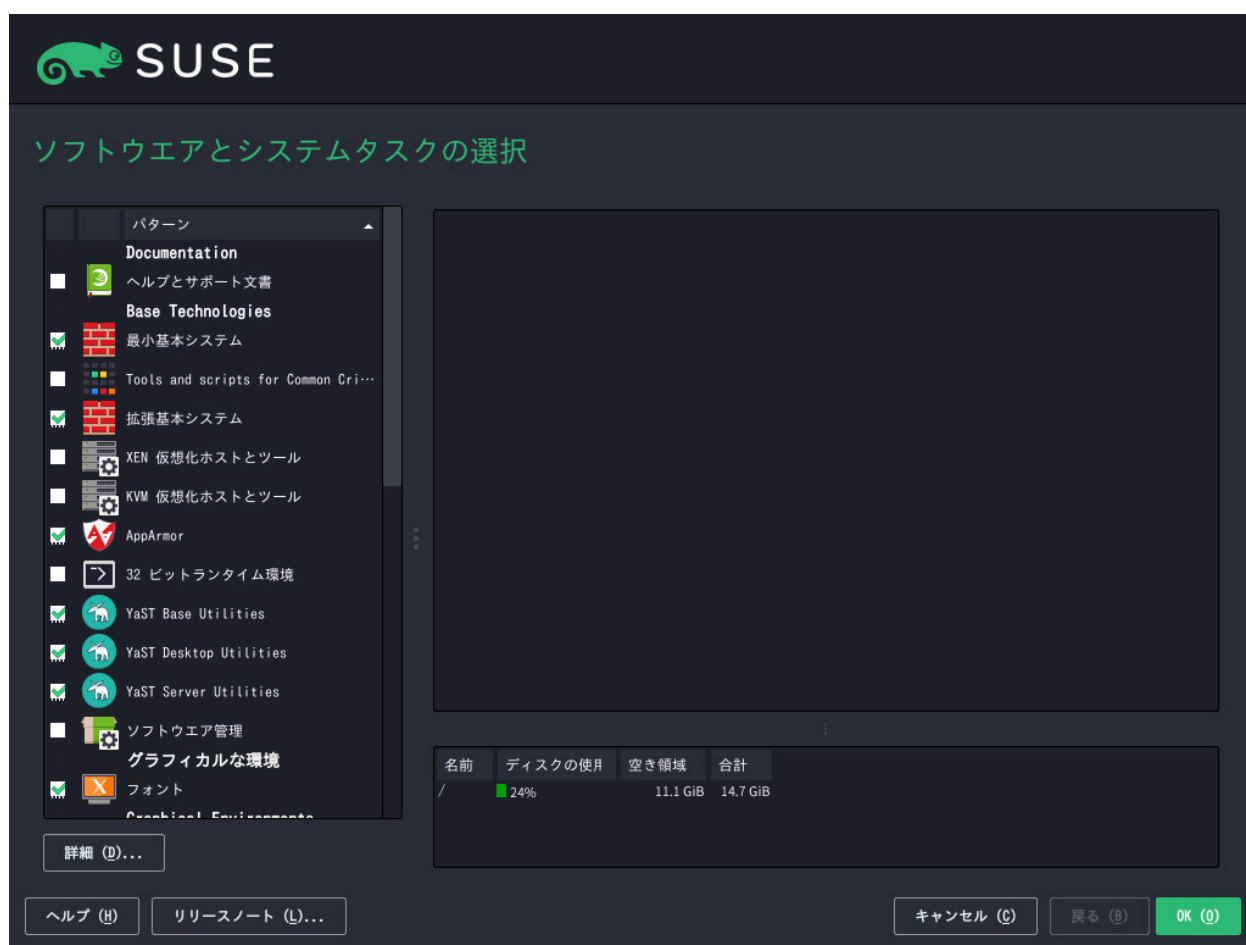 SUSE
ソフトウエアとシステムタスクの選択
パターン
Documentation
ヘルプとサポート文書
Base Technologies
最小基本システム
Tools and scripts for Common Cri…
拡張基本システム
XEN 仮想化ホストとツール
KVM 仮想化ホストとツール
AppArmor
32 ビットランタイム環境
YaST Base Utilities
YaST Desktop Utilities
YaST Server Utilities
ソフトウエア管理
グラフィカルな環境
フォント
Graphical Environments
名前 ディスクの使用 空き領域 合計
/ 24% 11.1 GiB 14.7 GiB
詳細 (D)...
ヘルプ (H) リリースノート (L)... キャンセル (C) 戻る (B) OK (O)